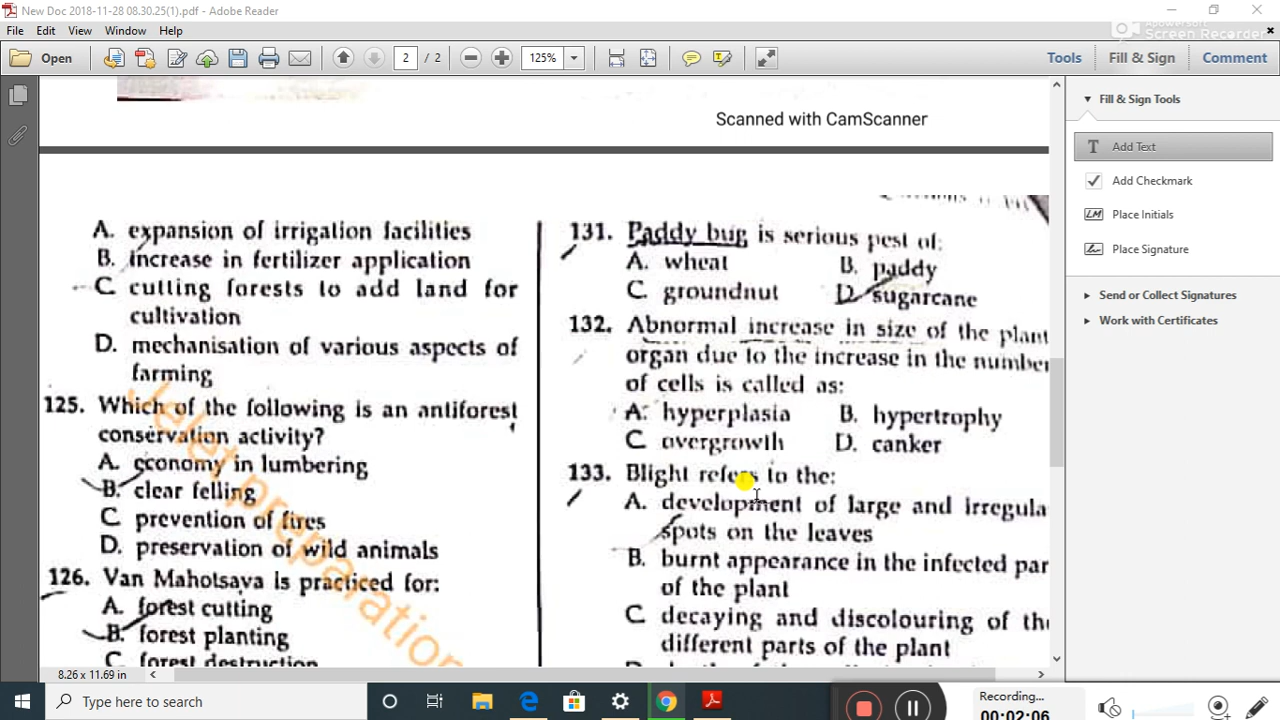 New Doc 2018-11-28 08.30.25(1).pdf - Adobe Reader
File Edit View Window Help
Open 2 / 2 125% Tools Fill & Sign Comment
Apowersoft
Screen Recorder
Scanned with CamScanner
A. expansion of irrigation facilities
B. increase in fertilizer application
C. cutting forests to add land for
cultivation
D. mechanisation of various aspects of
farming
125. Which of the following is an antiforest
conservation activity?
A. economy in lumbering
B. clear felling
C. prevention of fires
D. preservation of wild animals
126. Van Mahotsava is practiced for:
A. forest cutting
B. forest planting
C. forest destruction
Jelet preparation
131. Paddy bug is serious pest of:
A. wheat B. paddy
C. groundnut D. sugarcane
132. Abnormal increase in size of the plant
organ due to the increase in the number
of cells is called as:
A. hyperplasia B. hypertrophy
C. overgrowth D. canker
133. Blight refers to the:
A. development of large and irregula
spots on the leaves
B. burnt appearance in the infected par
of the plant
C. decaying and discolouring of th
different parts of the plant
Fill & Sign Tools
T Add Text
Add Checkmark
LM Place Initials
Place Signature
Send or Collect Signatures
Work with Certificates
8.26 x 11.69 in
Type here to search
Recording...
00:02:06